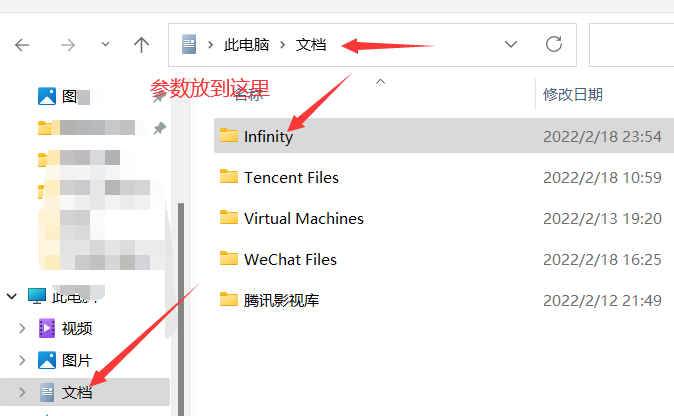 此电脑 > 文档
图
参数放到这里
名称
修改日期
Infinity
2022/2/18 23:54
Tencent Files
2022/2/18 10:59
Virtual Machines
2022/2/13 19:20
WeChat Files
2022/2/18 16:25
腾讯影视库
2022/2/12 21:49
此电脑
视频
图片
文档